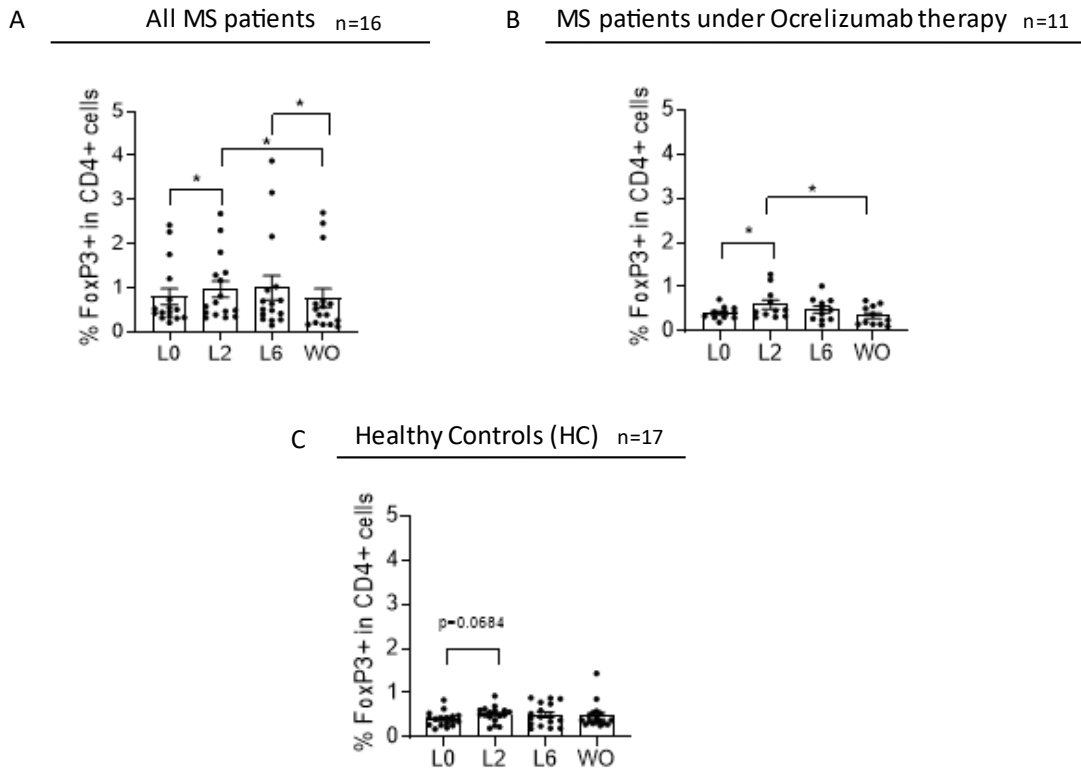 A All MS patients n=16
B MS patients under Ocrelizumab therapy n=11
% FoxP3+ in CD4+ cells
5
4
3
2
1
0
*
*
*
L0 L2 L6 WO
% FoxP3+ in CD4+ cells
5
4
3
2
1
0
*
*
L0 L2 L6 WO
C Healthy Controls (HC) n=17
% FoxP3+ in CD4+ cells
5
4
3
2
1
0
p=0.0684
L0 L2 L6 WO